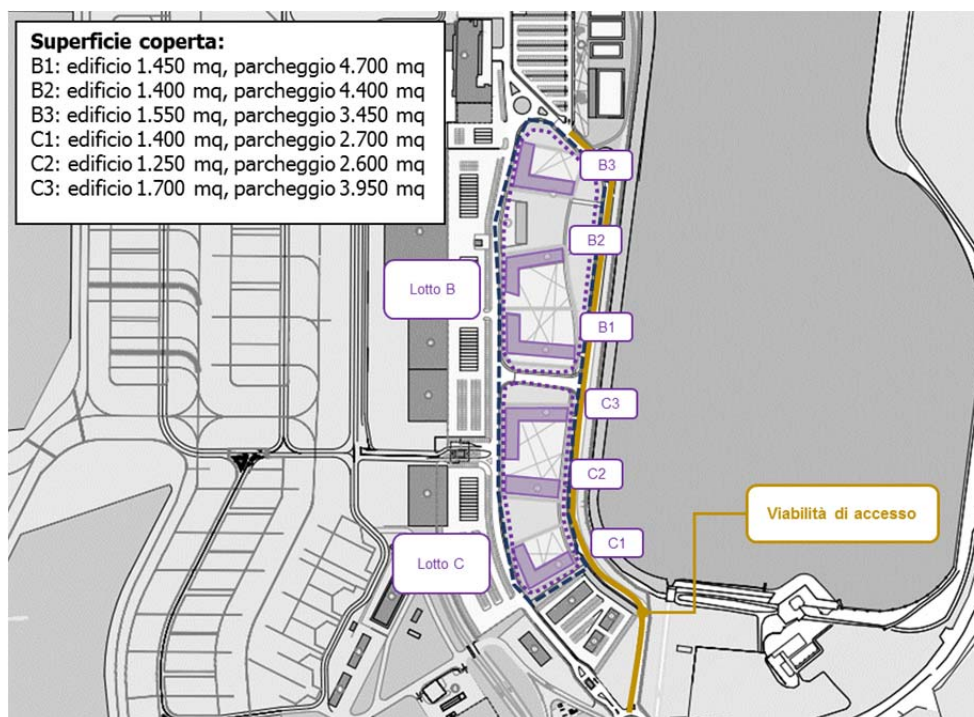 Superficie coperta:
B1: edificio 1.450 mq, parcheggio 4.700 mq
B2: edificio 1.400 mq, parcheggio 4.400 mq
B3: edificio 1.550 mq, parcheggio 3.450 mq
C1: edificio 1.400 mq, parcheggio 2.700 mq
C2: edificio 1.250 mq, parcheggio 2.600 mq
C3: edificio 1.700 mq, parcheggio 3.950 mq
B3
B2
Lotto B
B1
C3
C2
Viabilità di accesso
C1
Lotto C